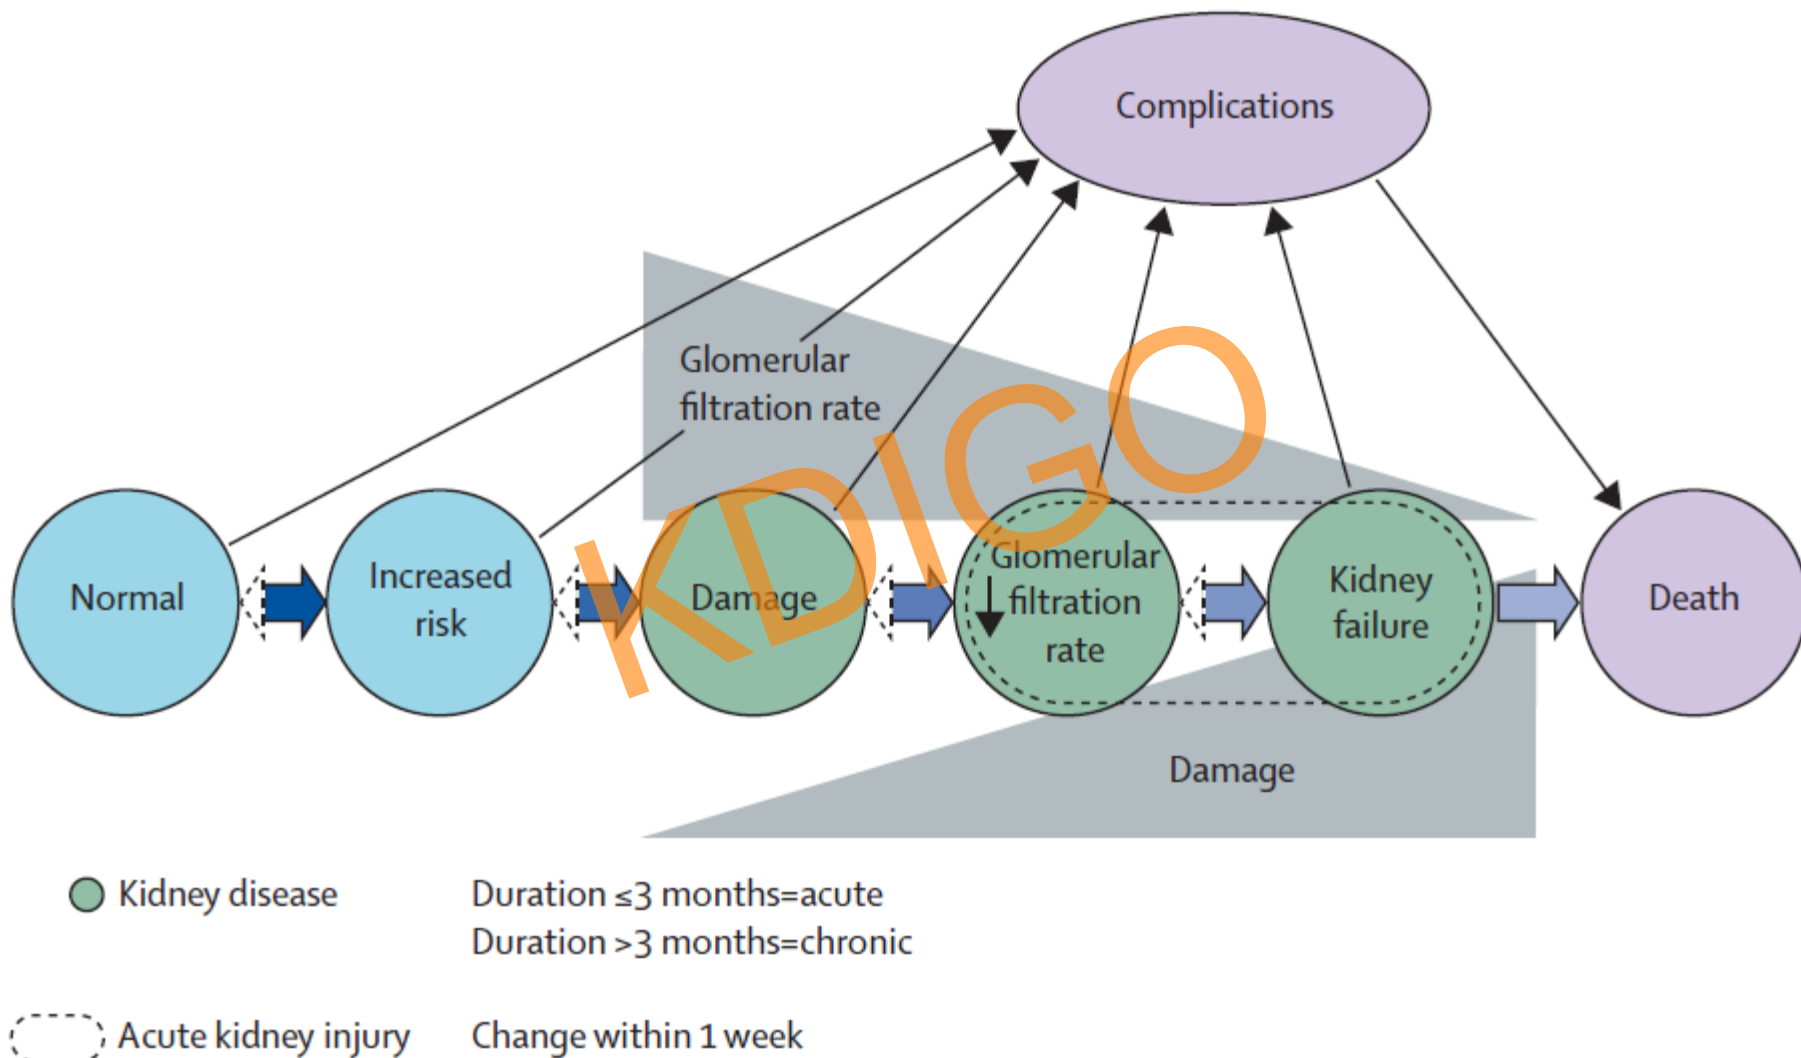 Complications
Glomerular
filtration rate
KDIGO
Normal
Increased
risk
Damage
Glomerular
filtration
rate
Kidney
failure
Death
Damage
Kidney disease
Duration ≤3 months=acute
Duration >3 months=chronic
Acute kidney injury
Change within 1 week